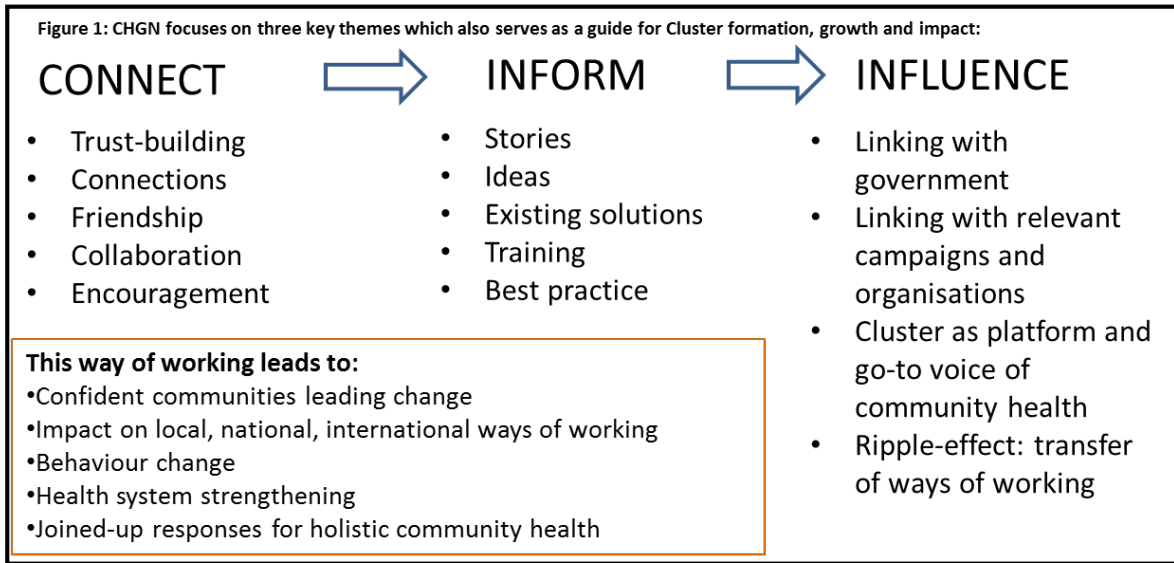 Figure 1: CHGN focuses on three key themes which also serves as a guide for Cluster formation, growth and impact:
CONNECT
• Trust-building
• Connections
• Friendship
• Collaboration
• Encouragement
INFORM
• Stories
• Ideas
• Existing solutions
• Training
• Best practice
INFLUENCE
• Linking with
government
• Linking with relevant
campaigns and
organisations
• Cluster as platform and
go-to voice of
community health
• Ripple-effect: transfer
of ways of working
This way of working leads to:
•Confident communities leading change
•Impact on local, national, international ways of working
•Behaviour change
•Health system strengthening
•Joined-up responses for holistic community health